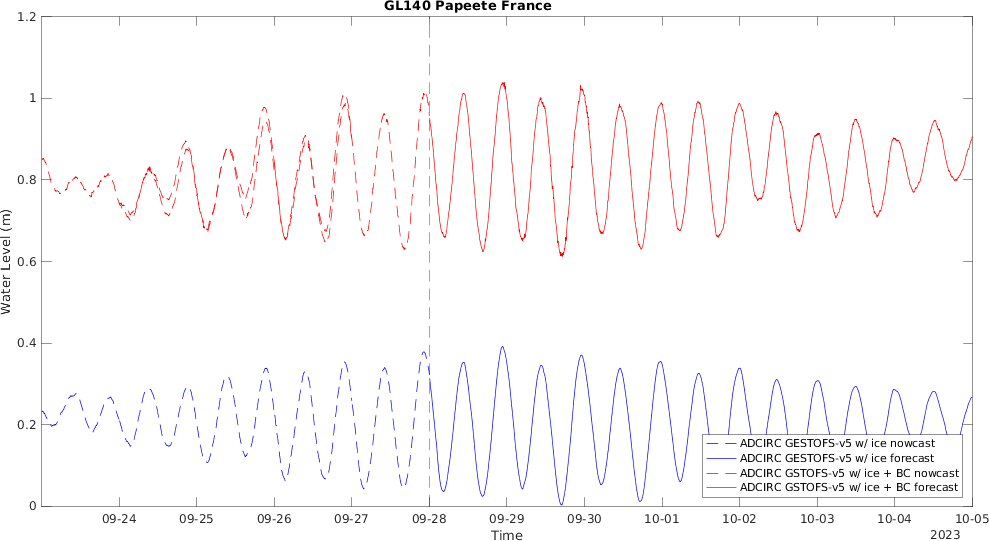 GL140 Papeete France
1.2
1
0.8
0.6
0.4
0.2
0
Water Level (m)
ADCIRC GESTOFS-v5 w/ ice nowcast
ADCIRC GESTOFS-v5 w/ ice forecast
ADCIRC GSTOFS-v5 w/ ice + BC nowcast
ADCIRC GSTOFS-v5 w/ ice + BC forecast
09-24 09-25 09-26 09-27 09-28 09-29 09-30 10-01 10-02 10-03 10-04 10-05
Time
2023